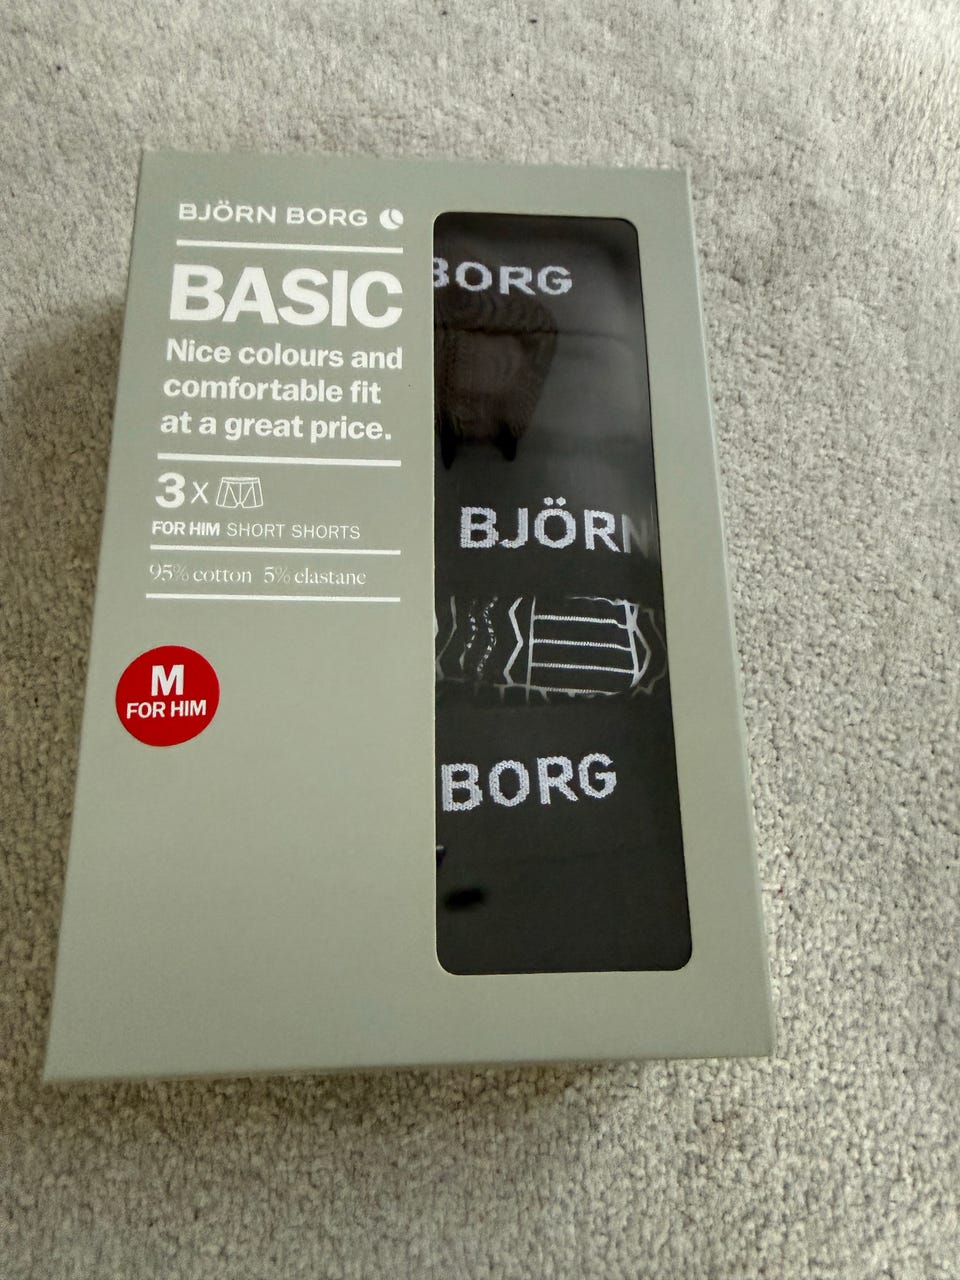 BJÖRN BORG
BASIC
Nice colours and
comfortable fit
at a great price.
3 x
FOR HIM SHORT SHORTS
95% cotton 5% elastane
M
FOR HIM
BORG
BJÖRN
BORG